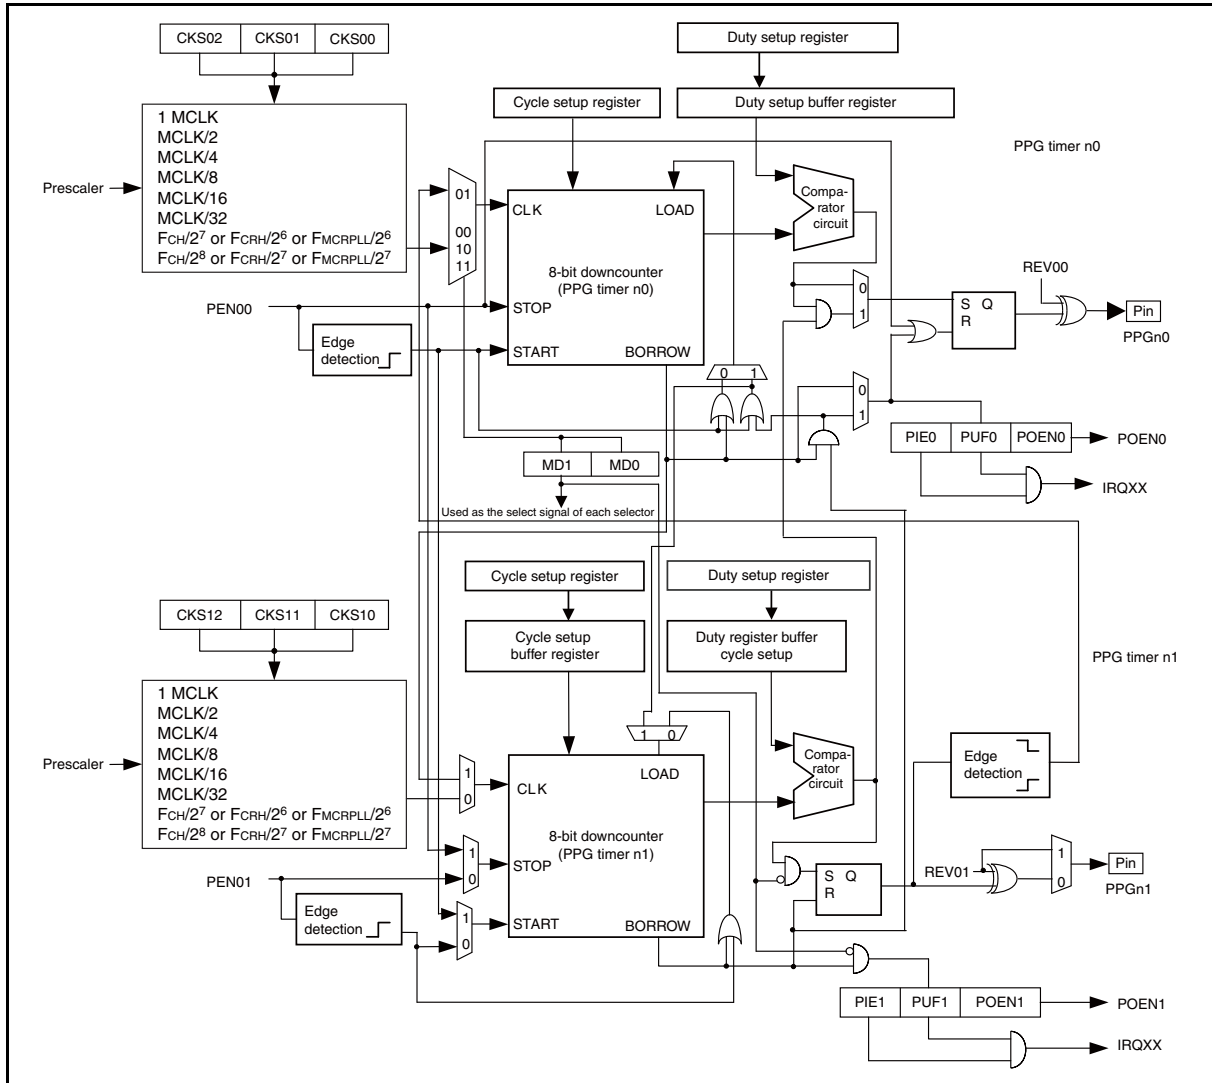 CKS02 CKS01 CKS00
Duty setup register
Cycle setup register
Duty setup buffer register
PPG timer n0
Prescaler
1 MCLK
MCLK/2
MCLK/4
MCLK/8
MCLK/16
MCLK/32
FCH/2⁷ or FCRH/2⁶ or FMCRPLL/2⁶
FCH/2⁸ or FCRH/2⁷ or FMCRPLL/2⁷
01
00
10
11
CLK
LOAD
8-bit downcounter
(PPG timer n0)
STOP
START
BORROW
Compa-
rator
circuit
PEN00
Edge
detection
0
1
S Q
R
REV00
Pin
PPGn0
0 1
0
1
PIE0 PUF0 POEN0
POEN0
IRQXX
MD1 MD0
Used as the select signal of each selector
Cycle setup register
Duty setup register
CKS12 CKS11 CKS10
Cycle setup
buffer register
Duty register buffer
cycle setup
PPG timer n1
Prescaler
1 MCLK
MCLK/2
MCLK/4
MCLK/8
MCLK/16
MCLK/32
FCH/2⁷ or FCRH/2⁶ or FMCRPLL/2⁶
FCH/2⁸ or FCRH/2⁷ or FMCRPLL/2⁷
1 0
1
0
CLK
LOAD
8-bit downcounter
(PPG timer n1)
STOP
START
BORROW
Compa-
rator
circuit
Edge
detection
PEN01
1
0
Edge
detection
1
0
S Q
R
REV01
1
0
Pin
PPGn1
PIE1 PUF1 POEN1
POEN1
IRQXX